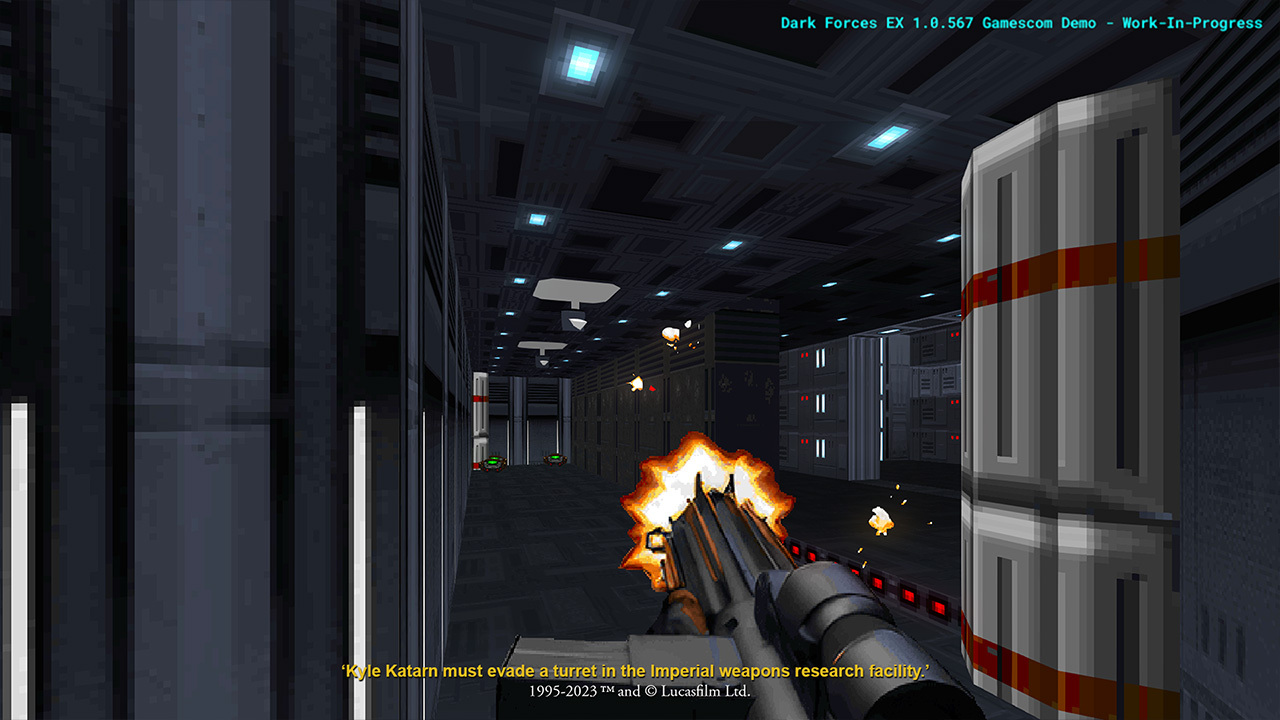 Dark Forces EX 1.0.567 Gamescom Demo - Work-In-Progress
‘Kyle Katarn must evade a turret in the Imperial weapons research facility.’
1995-2023 ™ and © Lucasfilm Ltd.